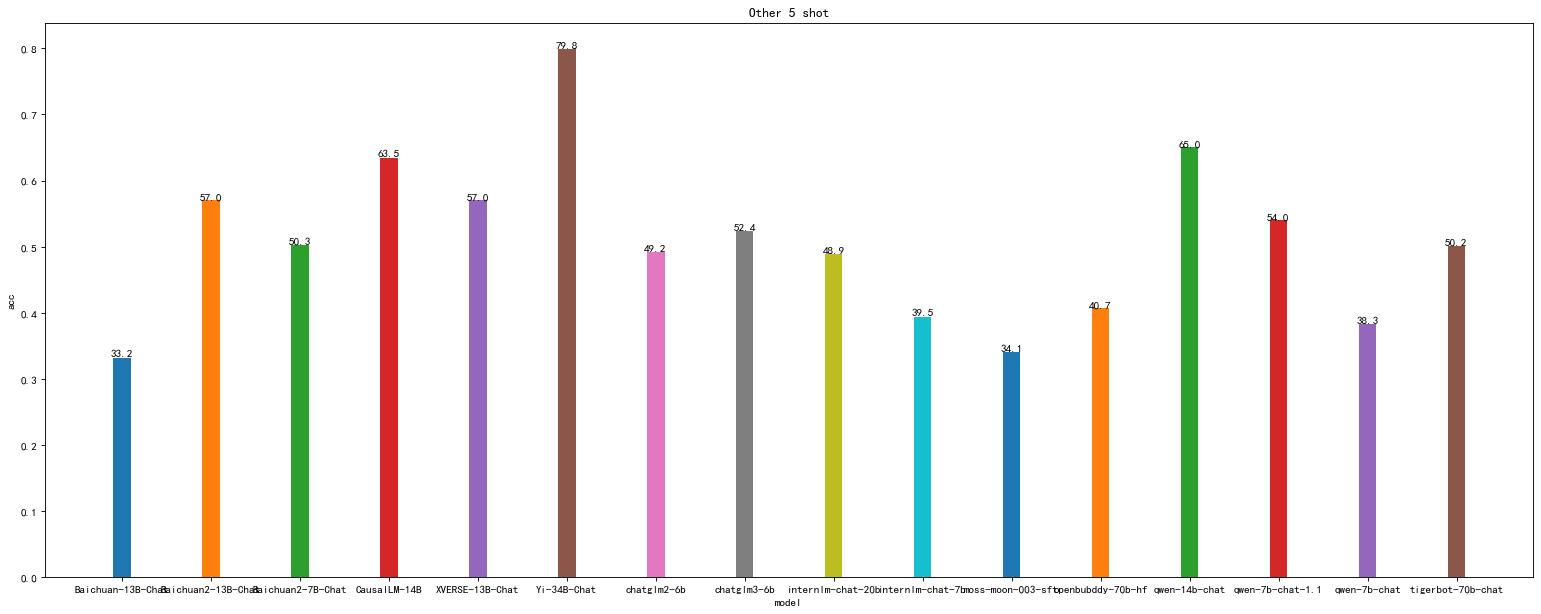 Other 5 shot
acc
0.8
0.7
0.6
0.5
0.4
0.3
0.2
0.1
0.0
33.2
57.0
50.3
63.5
57.0
79.8
49.2
52.4
48.9
39.5
34.1
40.7
65.0
54.0
38.3
50.2
Baichuan-13B-Chat
Baichuan2-13B-Chat
Baichuan2-7B-Chat
CausalLM-14B
XVERSE-13B-Chat
Yi-34B-Chat
chatglm2-6b
chatglm3-6b
internlm-chat-20b
internlm-chat-7b
moss-moon-003-sft
openbubddy-70b-hf
qwen-14b-chat
qwen-7b-chat-1.1
qwen-7b-chat
tigerbot-70b-chat
model